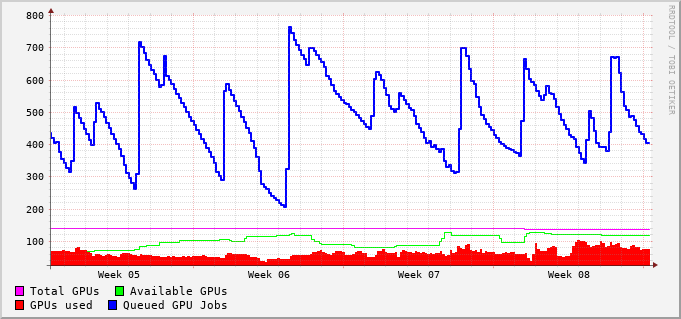 800
700
600
500
400
300
200
100
Week 05 Week 06 Week 07 Week 08
Total GPUs Available GPUs
GPUs used Queued GPU Jobs
RRDTOOL / TOBI OETIKER